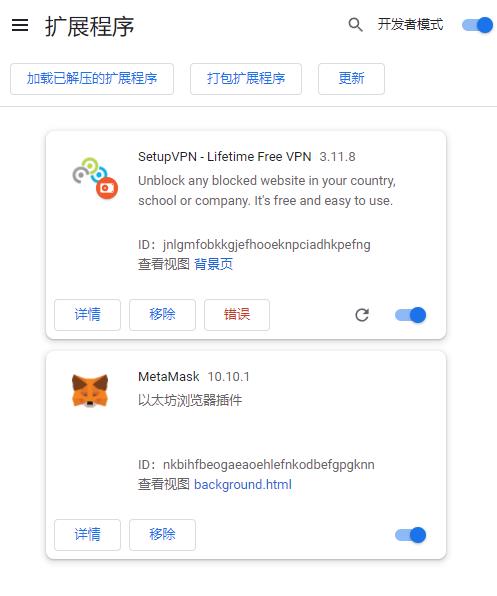 扩展程序
开发者模式
加载已解压的扩展程序 打包扩展程序 更新
SetupVPN - Lifetime Free VPN 3.11.8
Unblock any blocked website in your country,
school or company. It's free and easy to use.
ID：jnlgmfobkkgjefhooeknpciadhkpefng
查看视图 背景页
详情 移除 错误
MetaMask 10.10.1
以太坊浏览器插件
ID：nkbihfbeogaeaoehlefnkodbefgpgknn
查看视图 background.html
详情 移除